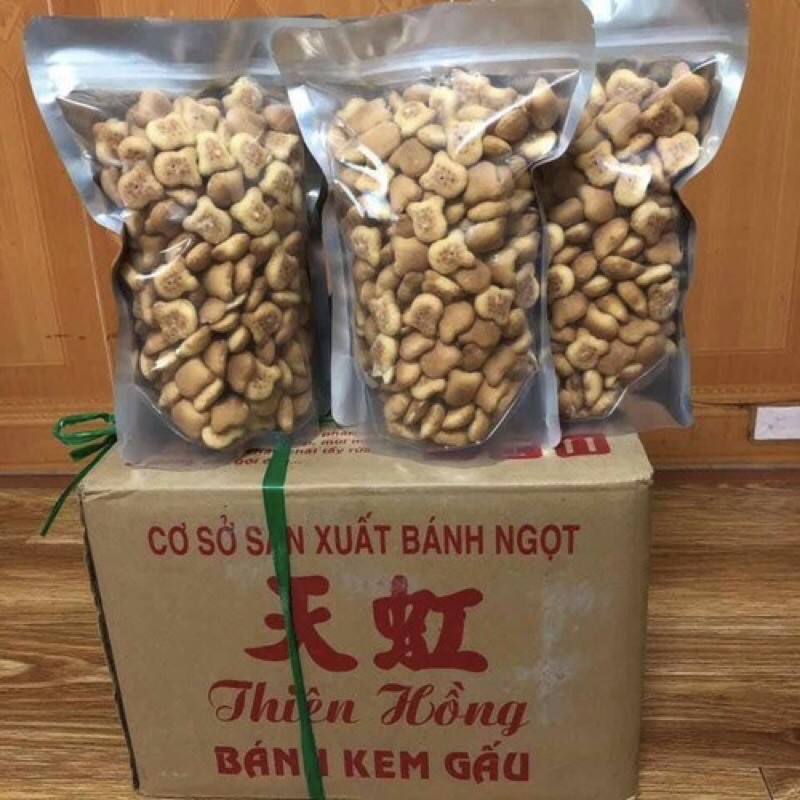 CƠ SỞ SẢN XUẤT BÁNH NGỌT
天虹
Thiên Hồng
BÁNH KEM GẤU